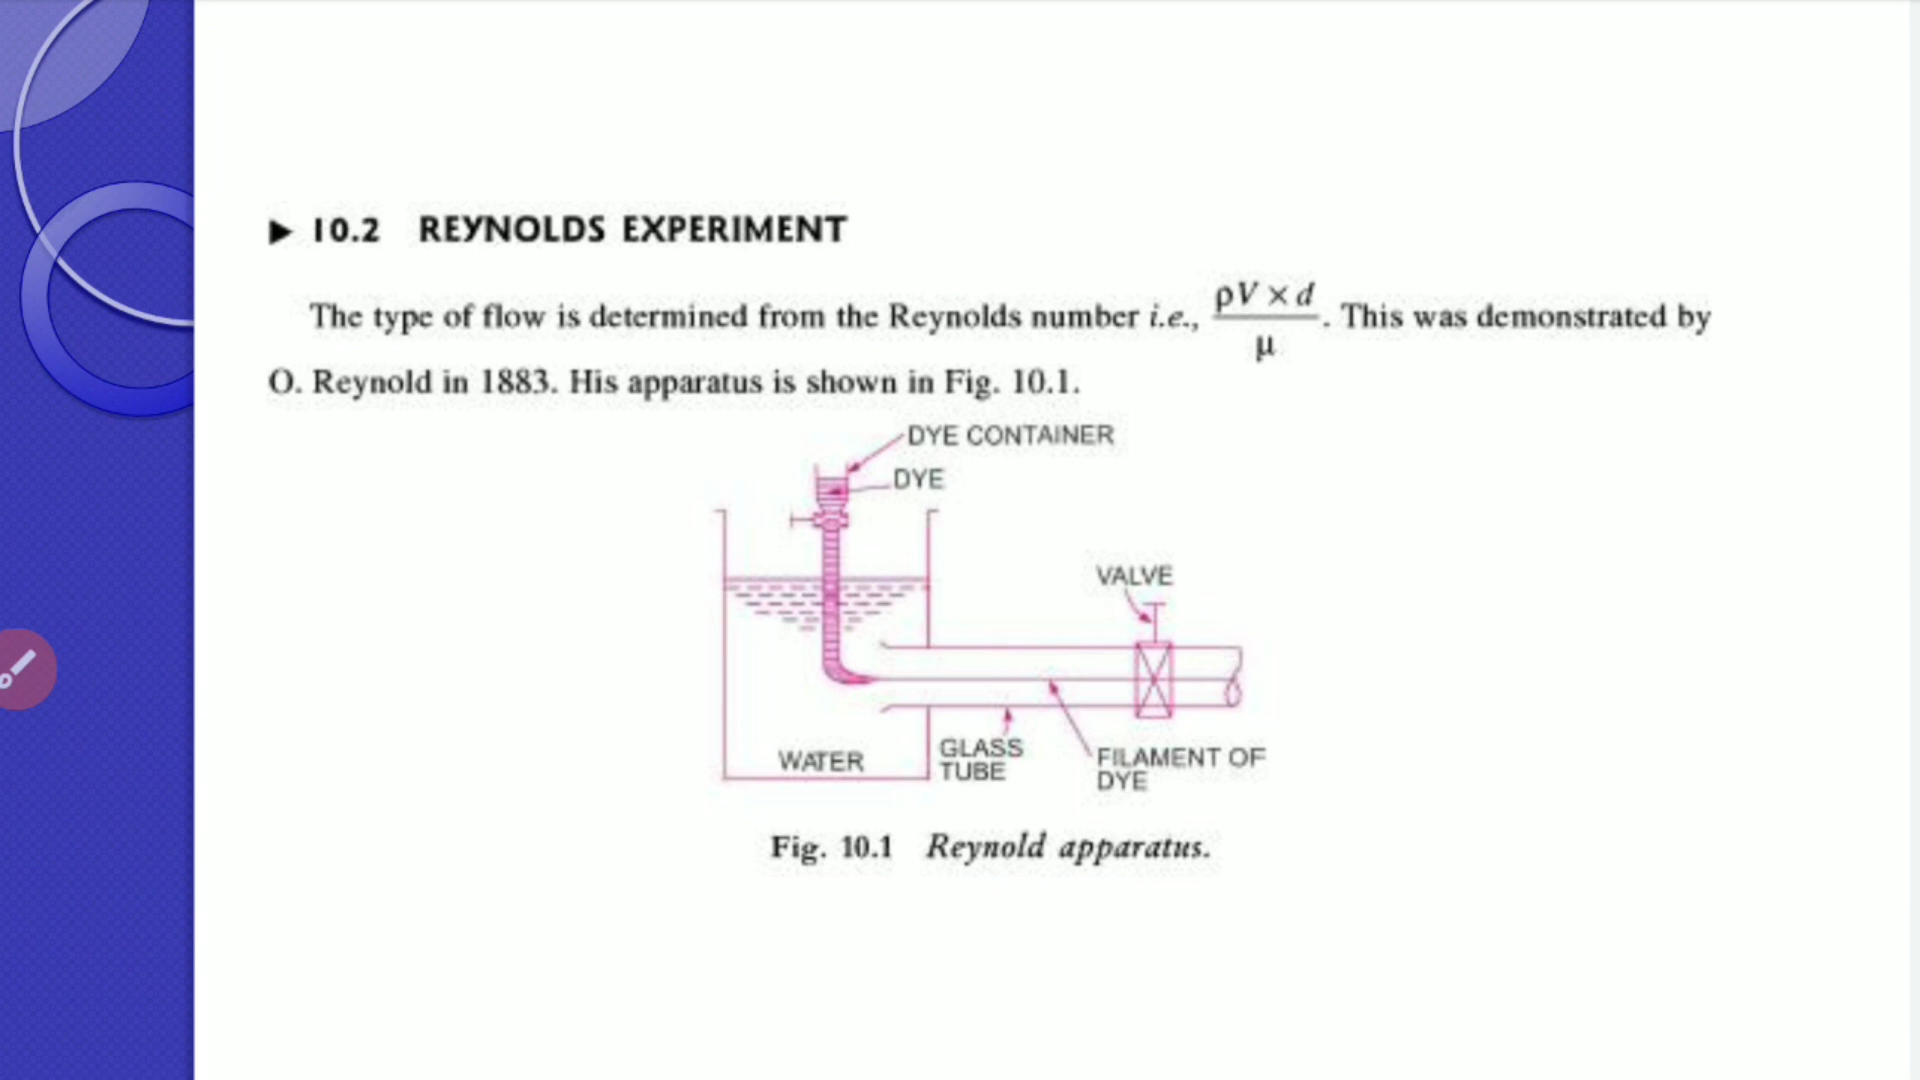 ▶ 10.2 REYNOLDS EXPERIMENT
The type of flow is determined from the Reynolds number i.e., ρV × d / μ . This was demonstrated by
O. Reynold in 1883. His apparatus is shown in Fig. 10.1.
DYE CONTAINER
DYE
VALVE
WATER
GLASS
TUBE
FILAMENT OF
DYE
Fig. 10.1 Reynold apparatus.